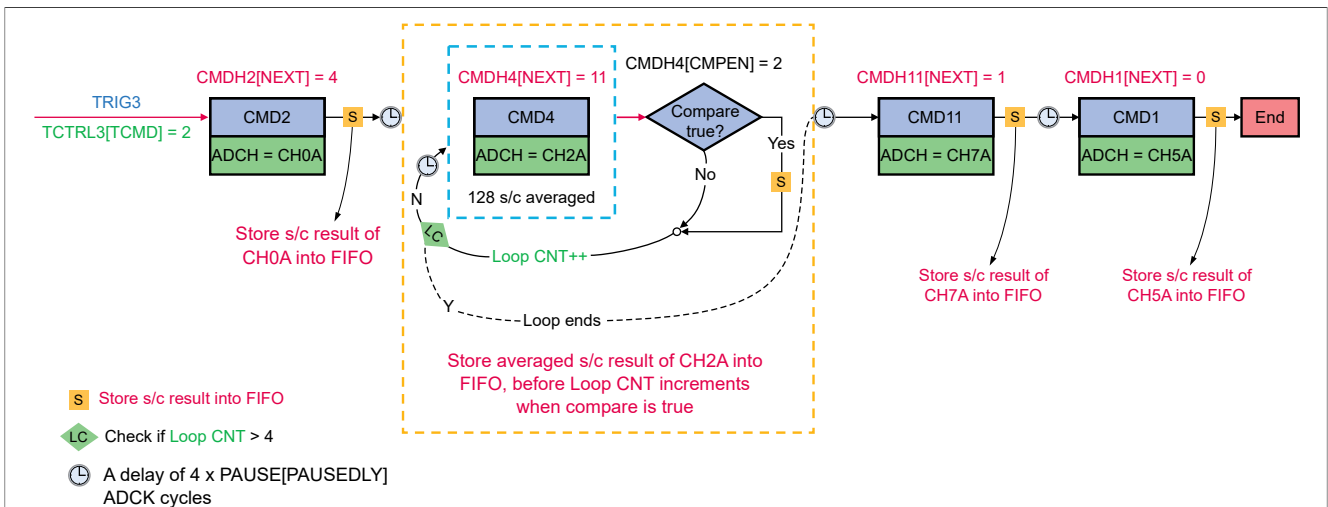 CMDH2[NEXT] = 4
CMDH4[NEXT] = 11
CMDH4[CMPEN] = 2
CMDH11[NEXT] = 1
CMDH1[NEXT] = 0
TRIG3
TCTRL3[TCMD] = 2
CMD2
ADCH = CH0A
S
CMD4
ADCH = CH2A
128 s/c averaged
Compare
true?
Yes
S
No
N
LC
Loop CNT++
Y
Loop ends
CMD11
ADCH = CH7A
S
CMD1
ADCH = CH5A
S
End
Store s/c result of
CH0A into FIFO
Store s/c result of
CH7A into FIFO
Store s/c result of
CH5A into FIFO
Store averaged s/c result of CH2A into
FIFO, before Loop CNT increments
when compare is true
S Store s/c result into FIFO
LC Check if Loop CNT > 4
A delay of 4 x PAUSE[PAUSEDLY]
ADCK cycles